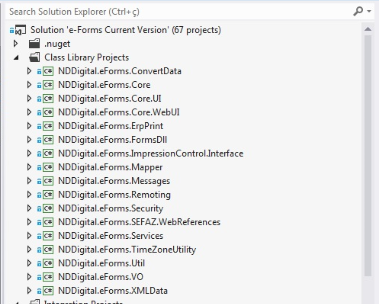 Search Solution Explorer (Ctrl+ç)
Solution 'e-Forms Current Version' (67 projects)
.nuget
Class Library Projects
NDDigital.eForms.ConvertData
NDDigital.eForms.Core
NDDigital.eForms.Core.UI
NDDigital.eForms.Core.WebUI
NDDigital.eForms.ErpPrint
NDDigital.eForms.FormsDll
NDDigital.eForms.ImpressionControl.Interface
NDDigital.eForms.Mapper
NDDigital.eForms.Messages
NDDigital.eForms.Remoting
NDDigital.eForms.Security
NDDigital.eForms.SEFAZ.WebReferences
NDDigital.eForms.Services
NDDigital.eForms.TimeZoneUtility
NDDigital.eForms.Util
NDDigital.eForms.VO
NDDigital.eForms.XMLData
Integration Projects